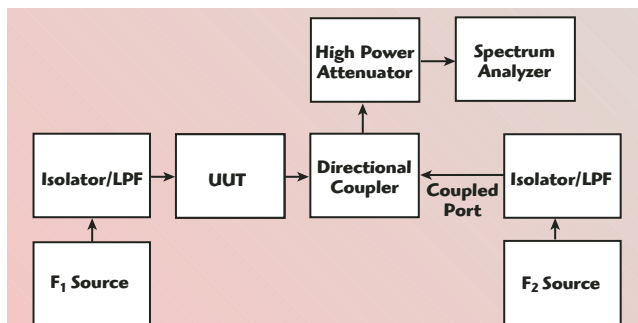 High Power
Attenuator
Spectrum
Analyzer
Isolator/LPF
UUT
Directional
Coupler
Coupled
Port
Isolator/LPF
F₁ Source
F₂ Source